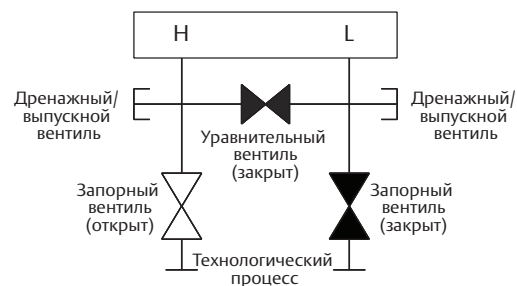 H L
Дренажный/
выпускной
вентиль
Дренажный/
выпускной
вентиль
Уравнительный
вентиль
(закрыт)
Запорный
вентиль
(открыт)
Запорный
вентиль
(закрыт)
Технологический
процесс